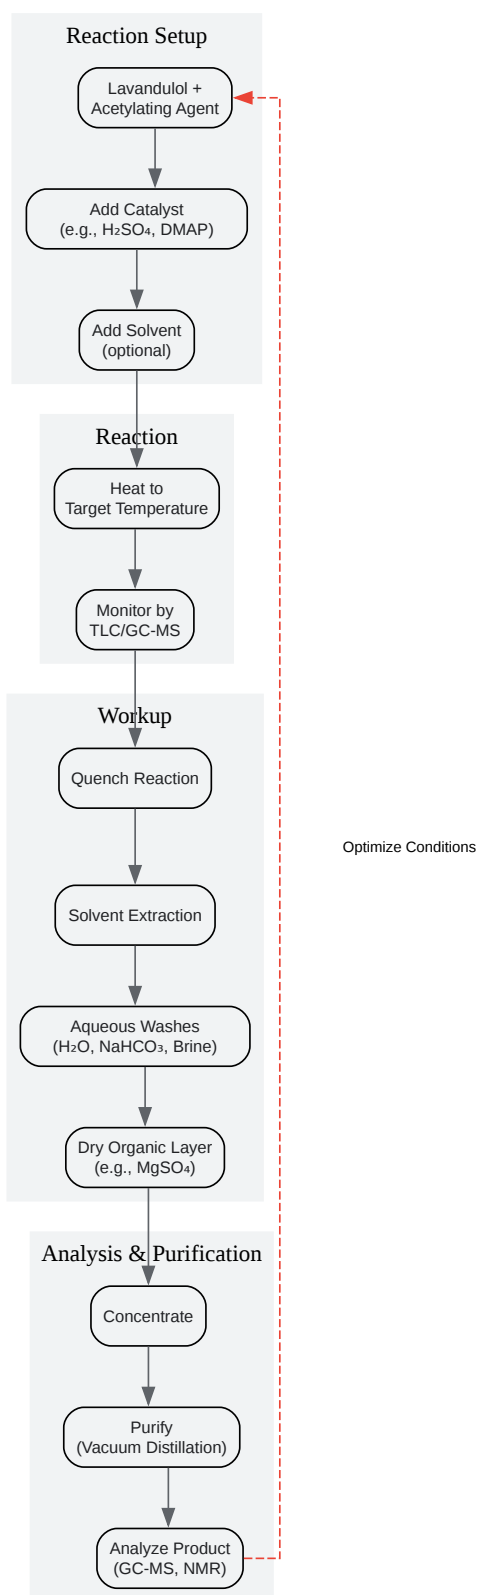 Reaction Setup
Lavandulol +
Acetylating Agent
Add Catalyst
(e.g., H₂SO₄, DMAP)
Add Solvent
(optional)
Reaction
Heat to
Target Temperature
Monitor by
TLC/GC-MS
Workup
Quench Reaction
Optimize Conditions
Solvent Extraction
Aqueous Washes
(H₂O, NaHCO₃, Brine)
Dry Organic Layer
(e.g., MgSO₄)
Analysis & Purification
Concentrate
Purify
(Vacuum Distillation)
Analyze Product
(GC-MS, NMR)